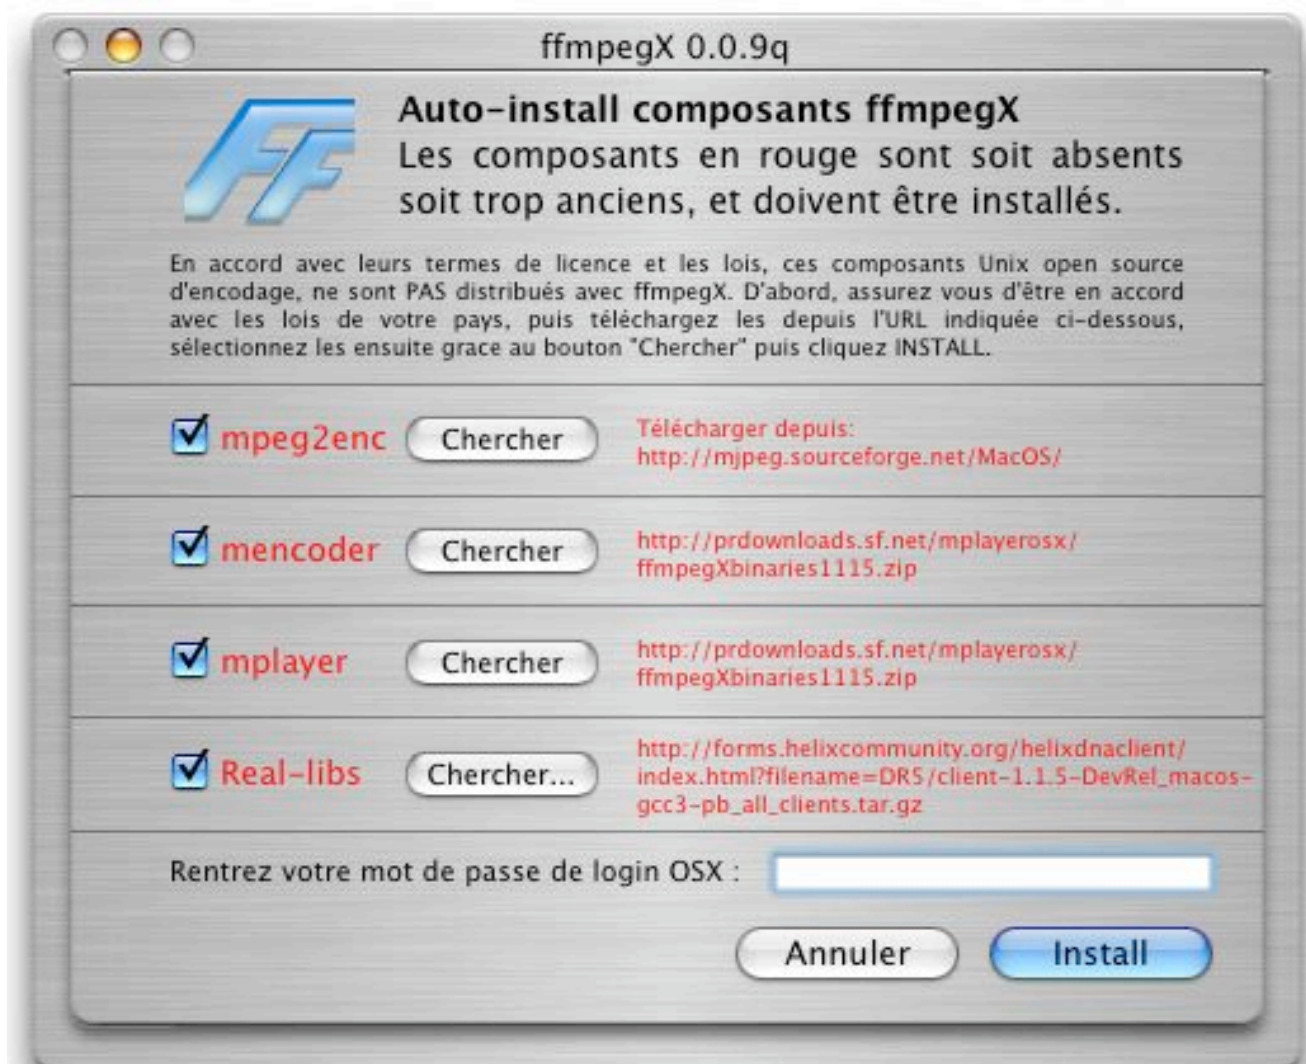 ffmpegX 0.0.9q
FF
Auto-install composants ffmpegX
Les composants en rouge sont soit absents
soit trop anciens, et doivent être installés.
En accord avec leurs termes de licence et les lois, ces composants Unix open source
d'encodage, ne sont PAS distribués avec ffmpegX. D'abord, assurez vous d'être en accord
avec les lois de votre pays, puis téléchargez les depuis l'URL indiquée ci-dessous,
sélectionnez les ensuite grace au bouton "Chercher" puis cliquez INSTALL.
mpeg2enc
Chercher
Télécharger depuis:
http://mjpeg.sourceforge.net/MacOS/
mencoder
Chercher
http://prdownloads.sf.net/mplayerosx/
ffmpegXbinaries1115.zip
mplayer
Chercher
http://prdownloads.sf.net/mplayerosx/
ffmpegXbinaries1115.zip
Real-libs
Chercher...
http://forms.helixcommunity.org/helixdnaclient/
index.html?filename=DR5/client-1.1.5-DevRel_macos-
gcc3-pb_all_clients.tar.gz
Rentrez votre mot de passe de login OSX :
Annuler
Install